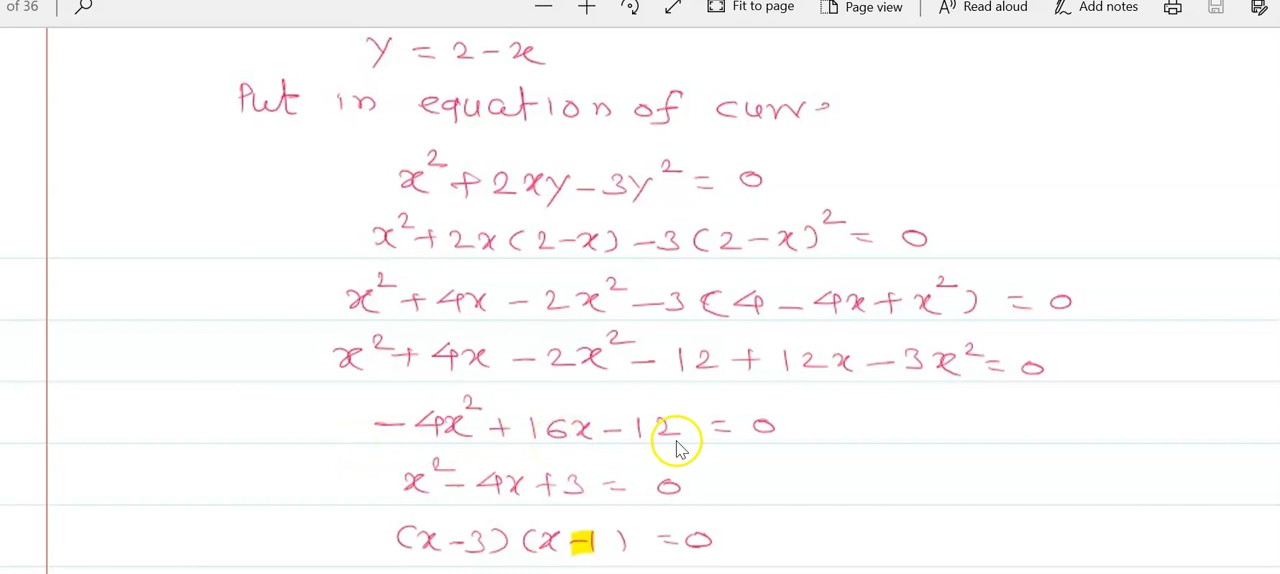 of 36 Fit to page Page view Read aloud Add notes
y = 2 - x
Put in equation of curve
x² + 2xy - 3y² = 0
x² + 2x(2-x) - 3(2-x)² = 0
x² + 4x - 2x² - 3(4 - 4x + x²) = 0
x² + 4x - 2x² - 12 + 12x - 3x² = 0
- 4x² + 16x - 12 = 0
x² - 4x + 3 = 0
(x - 3)(x - 1) = 0